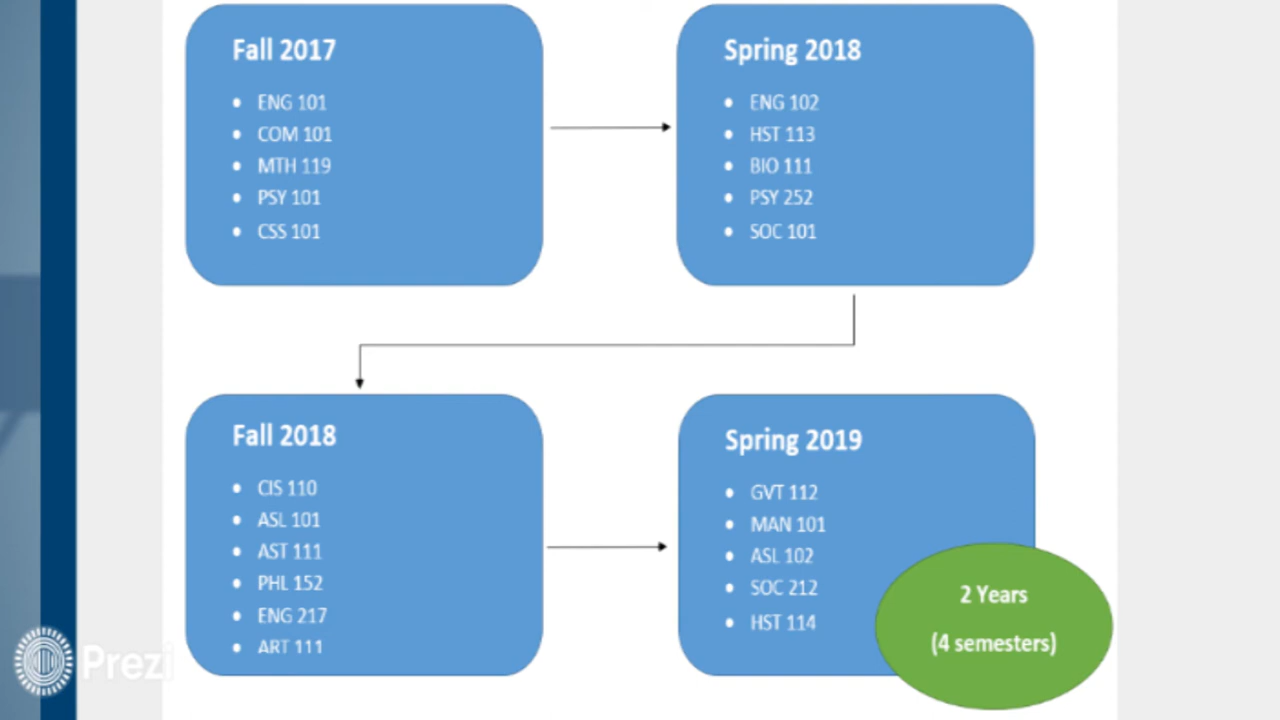 Fall 2017
ENG 101
COM 101
MTH 119
PSY 101
CSS 101
Spring 2018
ENG 102
HST 113
BIO 111
PSY 252
SOC 101
Fall 2018
CIS 110
ASL 101
AST 111
PHL 152
ENG 217
ART 111
Spring 2019
GVT 112
MAN 101
ASL 102
SOC 212
HST 114
2 Years
(4 semesters)
Prezi